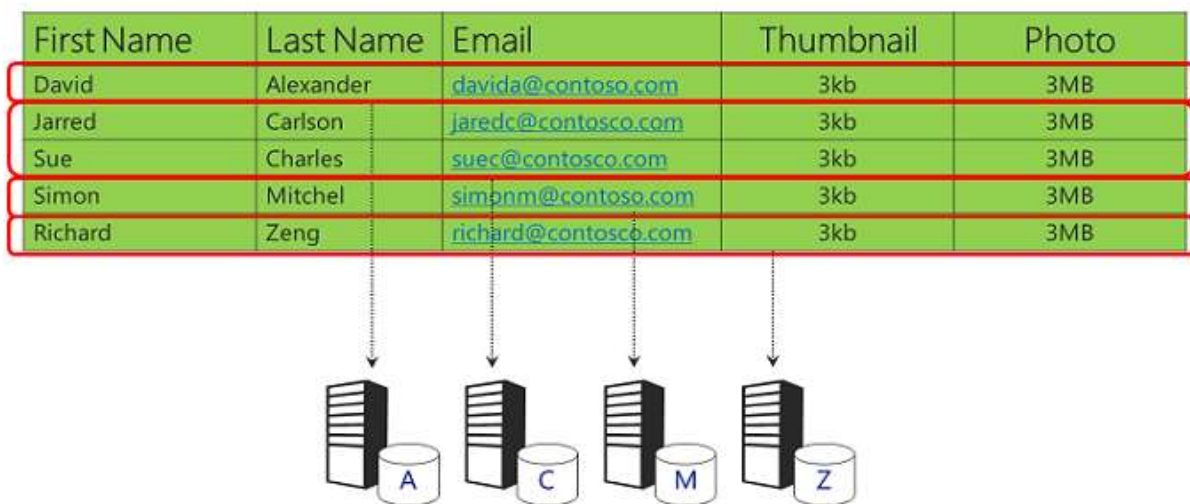 First Name Last Name Email Thumbnail Photo
David Alexander davida@contoso.com 3kb 3MB
Jarred Carlson jaredc@contosco.com 3kb 3MB
Sue Charles suec@contosco.com 3kb 3MB
Simon Mitchel simonm@contoso.com 3kb 3MB
Richard Zeng richard@contosco.com 3kb 3MB
A C M Z